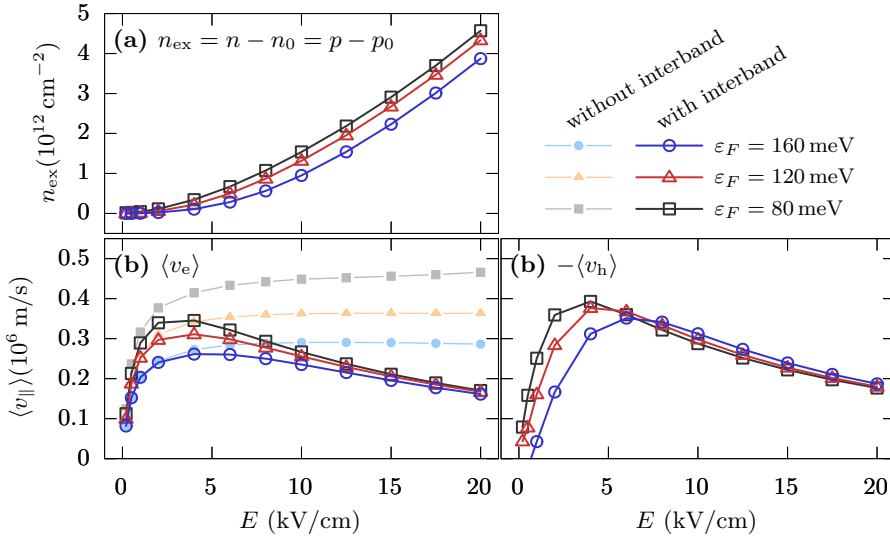 (a) n_ex = n − n_0 = p − p_0
n_ex(10^12 cm^−2)
5
4
3
2
1
0
without interband
with interband
ε_F = 160 meV
ε_F = 120 meV
ε_F = 80 meV
(b) ⟨v_e⟩
⟨v_∥⟩(10^6 m/s)
0.5
0.4
0.3
0.2
0.1
0
0 5 10 15 20
E (kV/cm)
(b) −⟨v_h⟩
0 5 10 15 20
E (kV/cm)